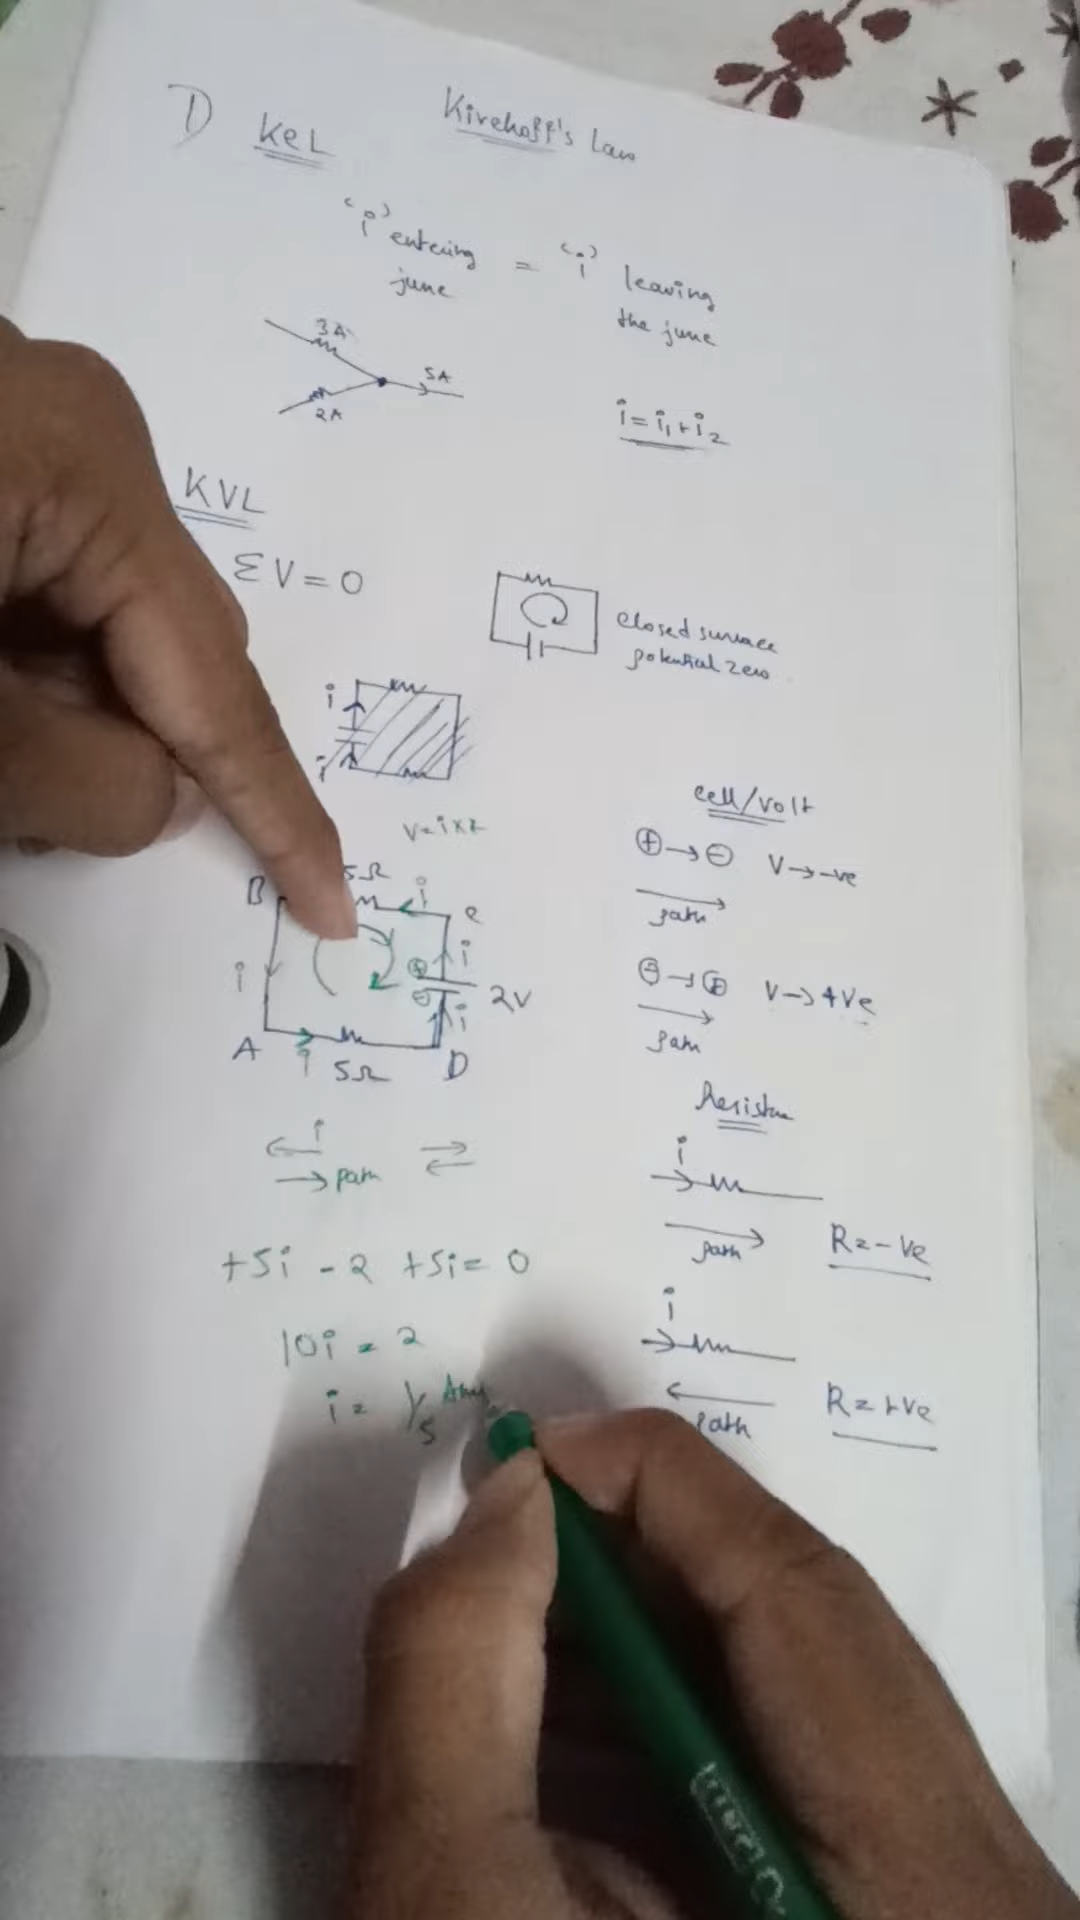 Kirchoff's Law
1) KCL
'i' entering junc = 'i' leaving the junc
3A
5A
2A
i = i₁ + i₂
KVL
ΣV = 0
closed surface
potential zero
i
i
V = i×R
5Ω
i
B
C
i
i
⊕
⊖
2V
i
A
i
5Ω
D
i
path
+5i - 2 +5i = 0
10i = 2
i = 1/5 Amp
cell/volt
⊕→⊖ V→-ve
path
⊖→⊕ V→+ve
path
i
path
R = -ve
i
path
R = +ve